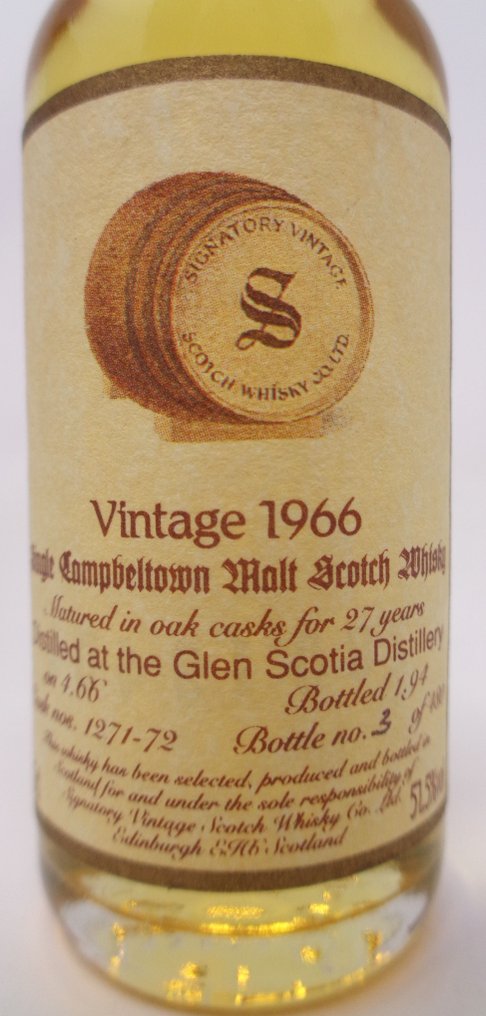 SIGNATORY VINTAGE
S
SCOTCH WHISKY CO. LTD.
Vintage 1966
Single Campbeltown Malt Scotch Whisky
Matured in oak casks for 27 years
Distilled at the Glen Scotia Distillery
on 4.66 Bottled 1.94
Cask nos. 1271-72 Bottle no. 3 of
This whisky has been selected, produced and bottled in
Scotland for and under the sole responsibility of
Signatory Vintage Scotch Whisky Co. Ltd. 51.5%
Edinburgh EH6 Scotland